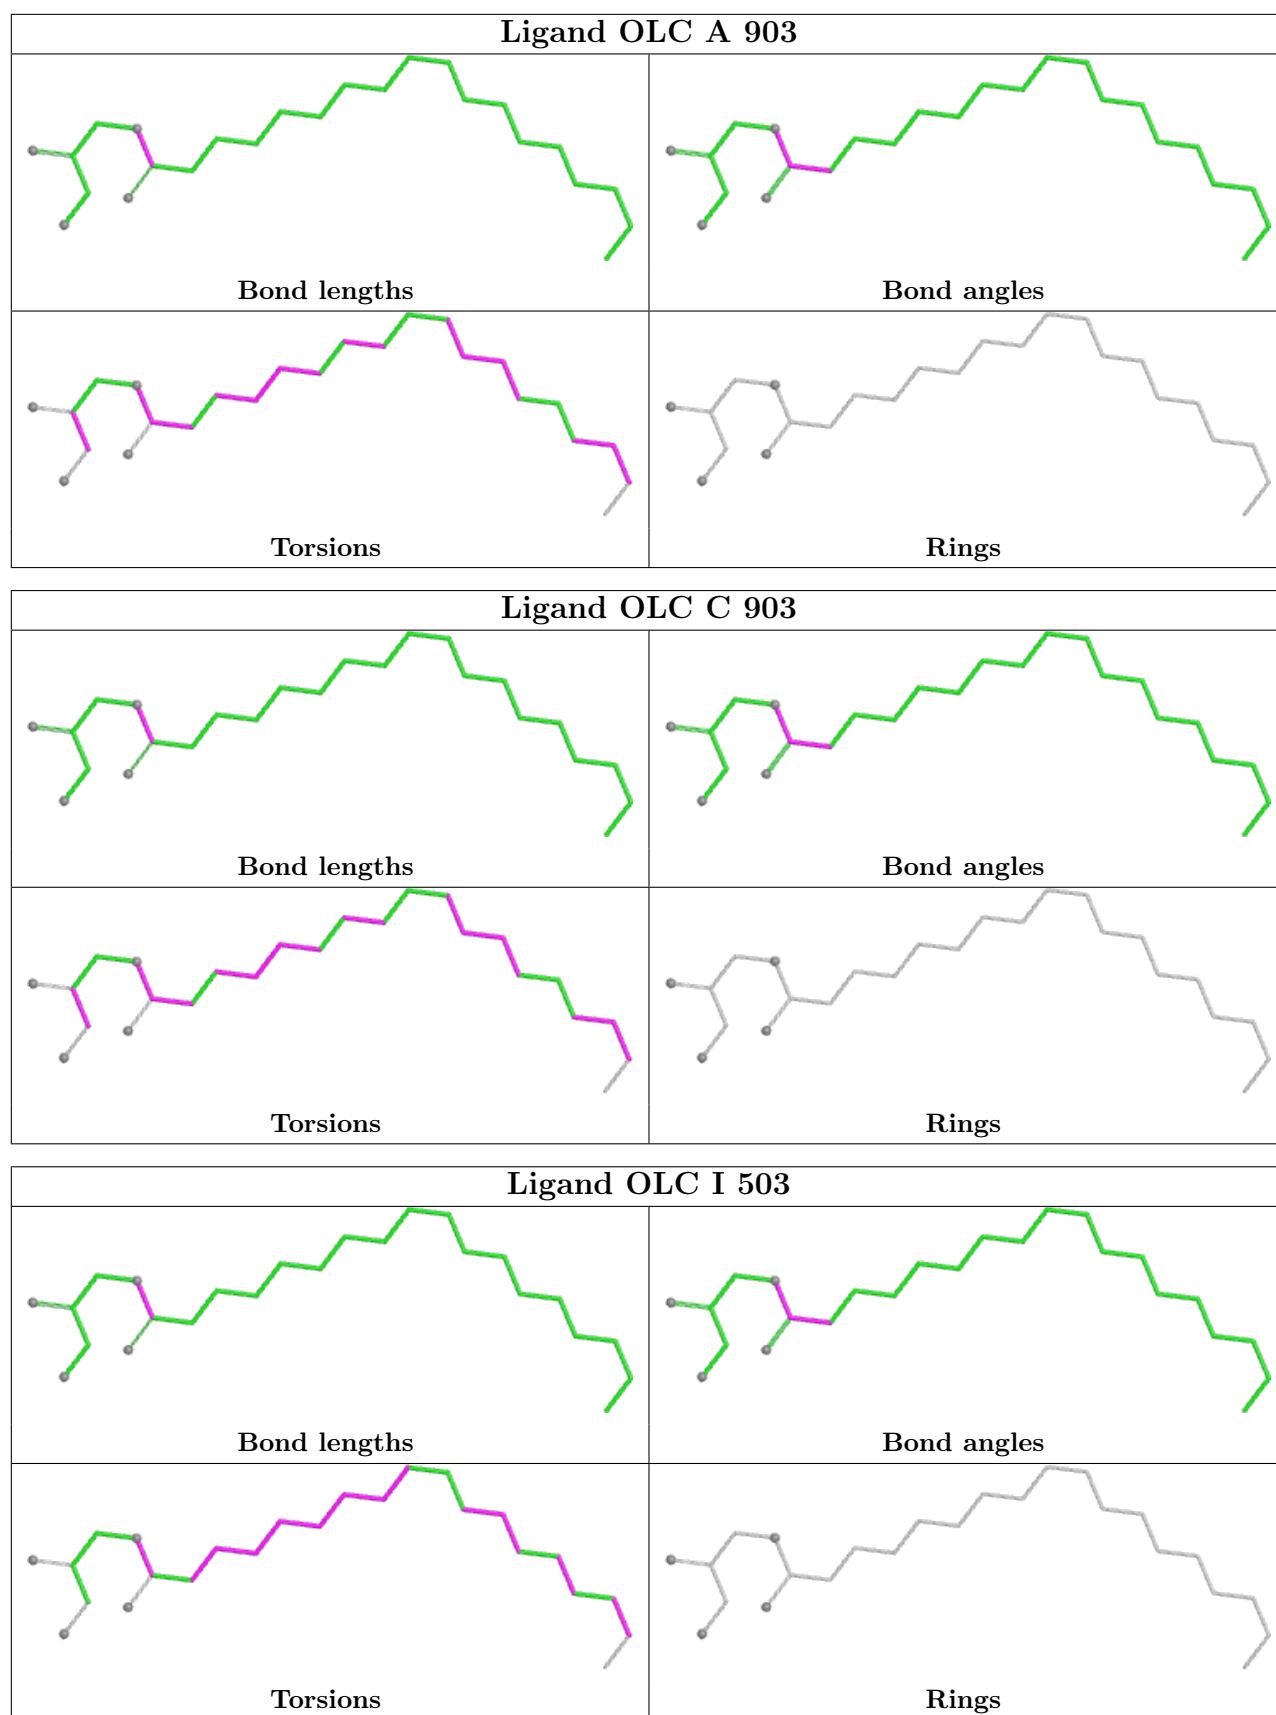 Ligand OLC A 903
Bond lengths
Bond angles
Torsions
Rings
Ligand OLC C 903
Bond lengths
Bond angles
Torsions
Rings
Ligand OLC I 503
Bond lengths
Bond angles
Torsions
Rings